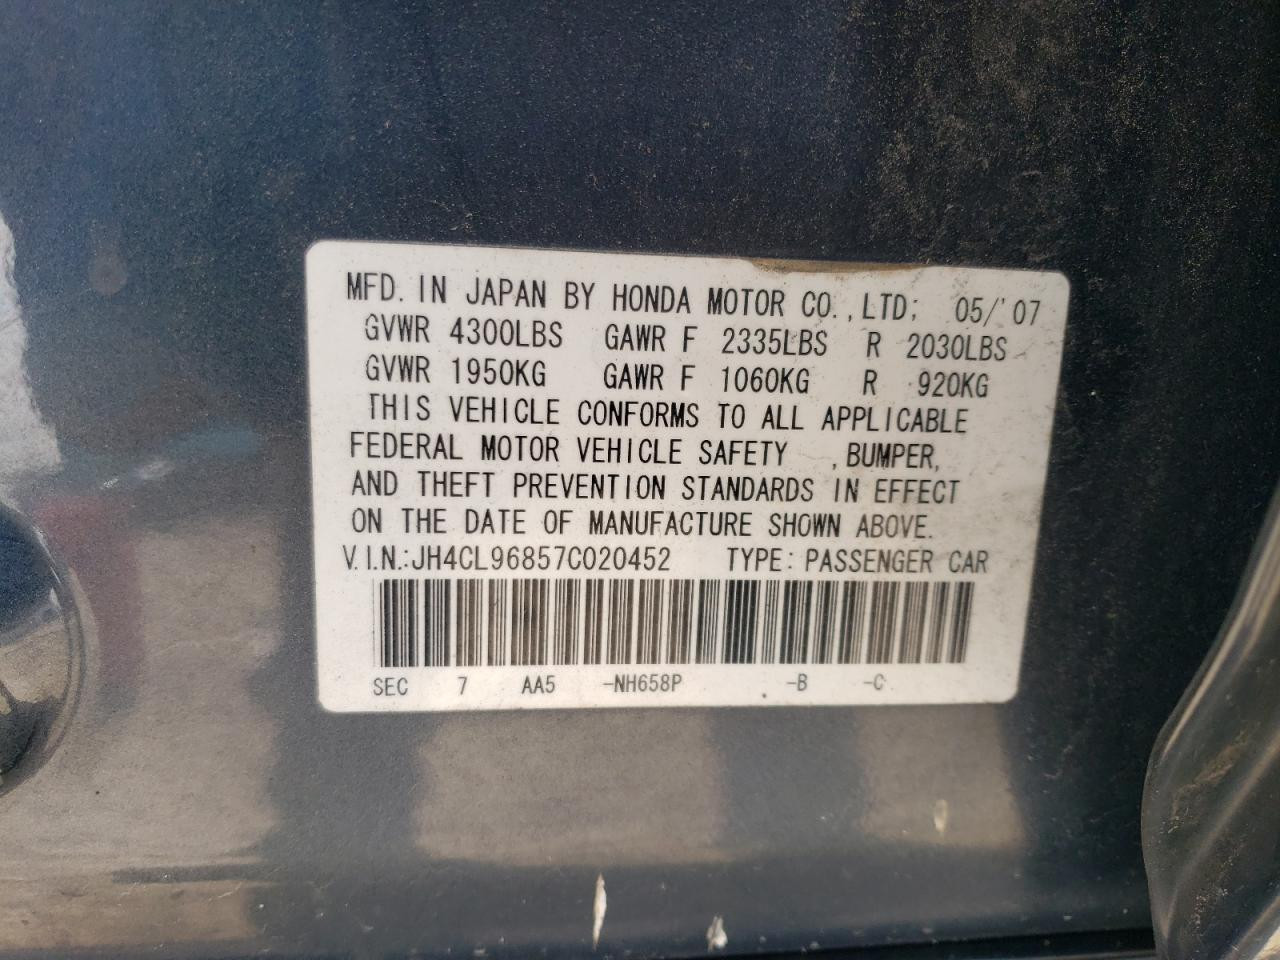 MFD. IN JAPAN BY HONDA MOTOR CO., LTD; 05/'07
GVWR 4300LBS GAWR F 2335LBS R 2030LBS
GVWR 1950KG GAWR F 1060KG R 920KG
THIS VEHICLE CONFORMS TO ALL APPLICABLE
FEDERAL MOTOR VEHICLE SAFETY , BUMPER,
AND THEFT PREVENTION STANDARDS IN EFFECT
ON THE DATE OF MANUFACTURE SHOWN ABOVE.
V.I.N.:JH4CL96857C020452 TYPE: PASSENGER CAR
SEC 7 AA5 -NH658P -B -C